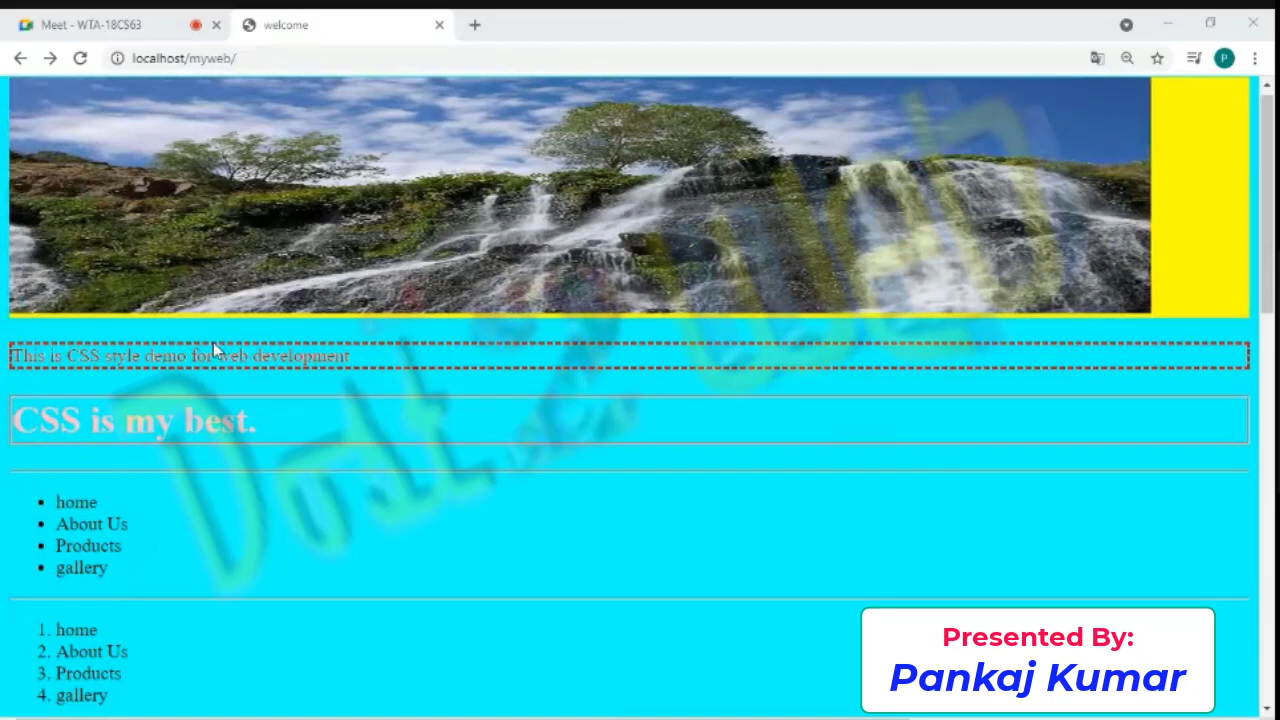 Meet - WTA-18CS63
welcome
localhost/myweb/
P
This is CSS style demo for web development
CSS is my best.
home
About Us
Products
gallery
1. home
2. About Us
3. Products
4. gallery
Presented By:
Pankaj Kumar
Web